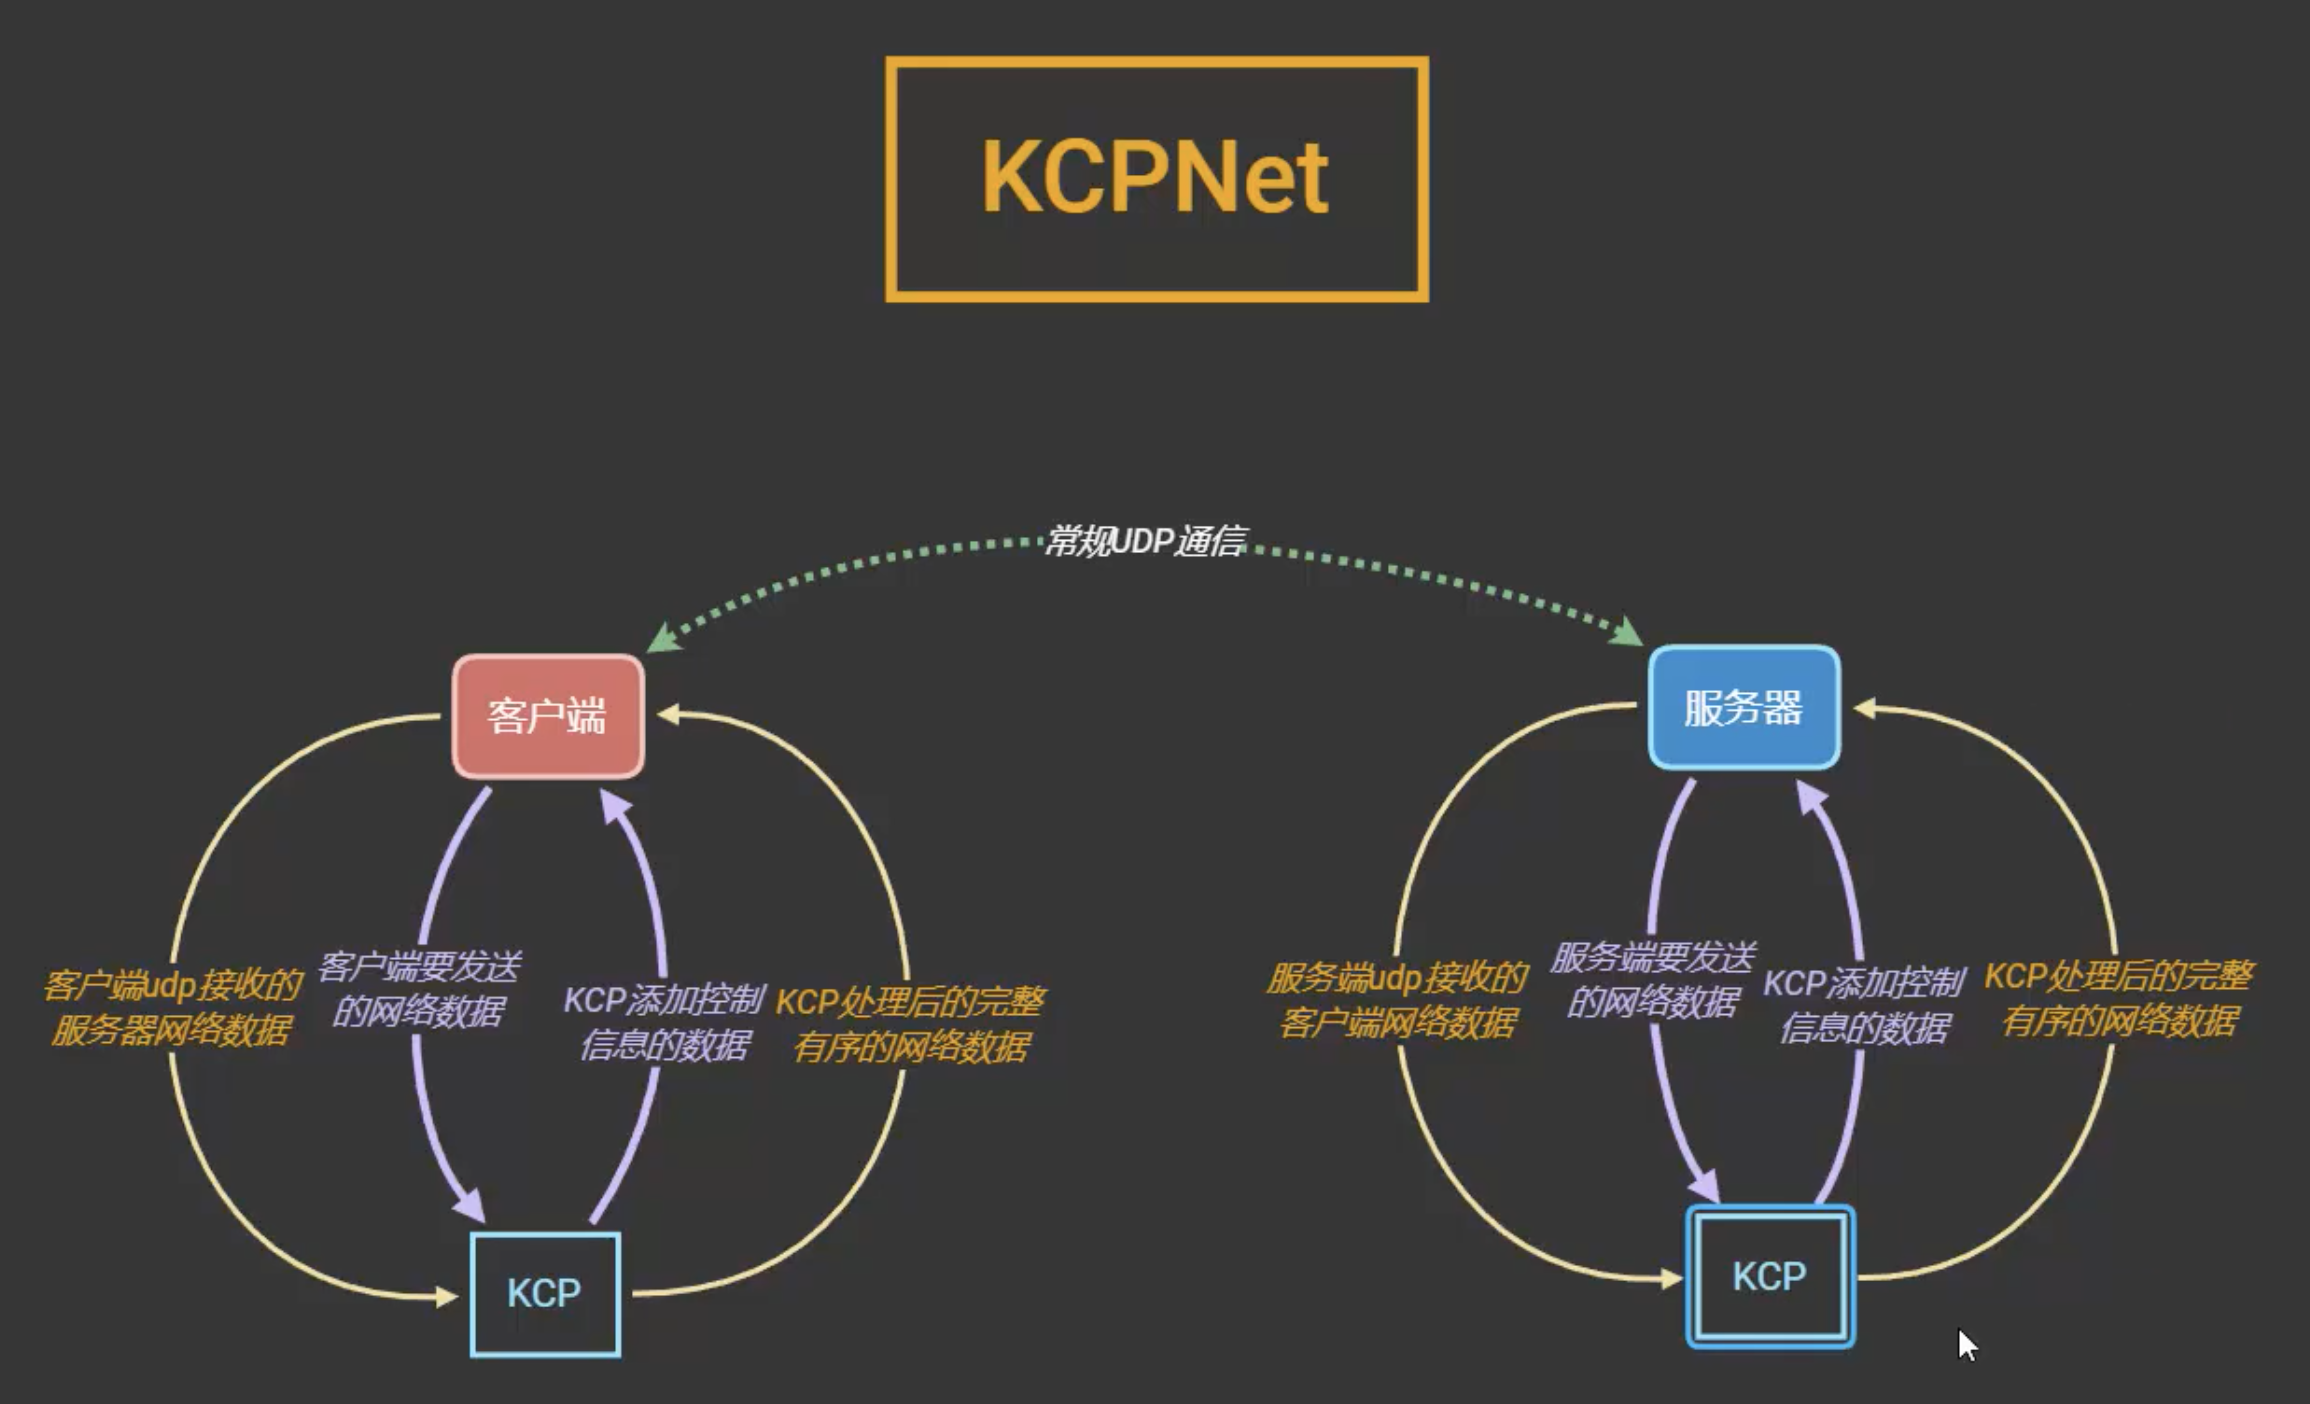 KCPNet
常规UDP通信
客户端
服务器
客户端udp接收的
服务器网络数据
客户端要发送
的网络数据
KCP添加控制
信息的数据
KCP处理后的完整
有序的网络数据
服务端udp接收的
客户端网络数据
服务端要发送
的网络数据
KCP添加控制
信息的数据
KCP处理后的完整
有序的网络数据
KCP
KCP